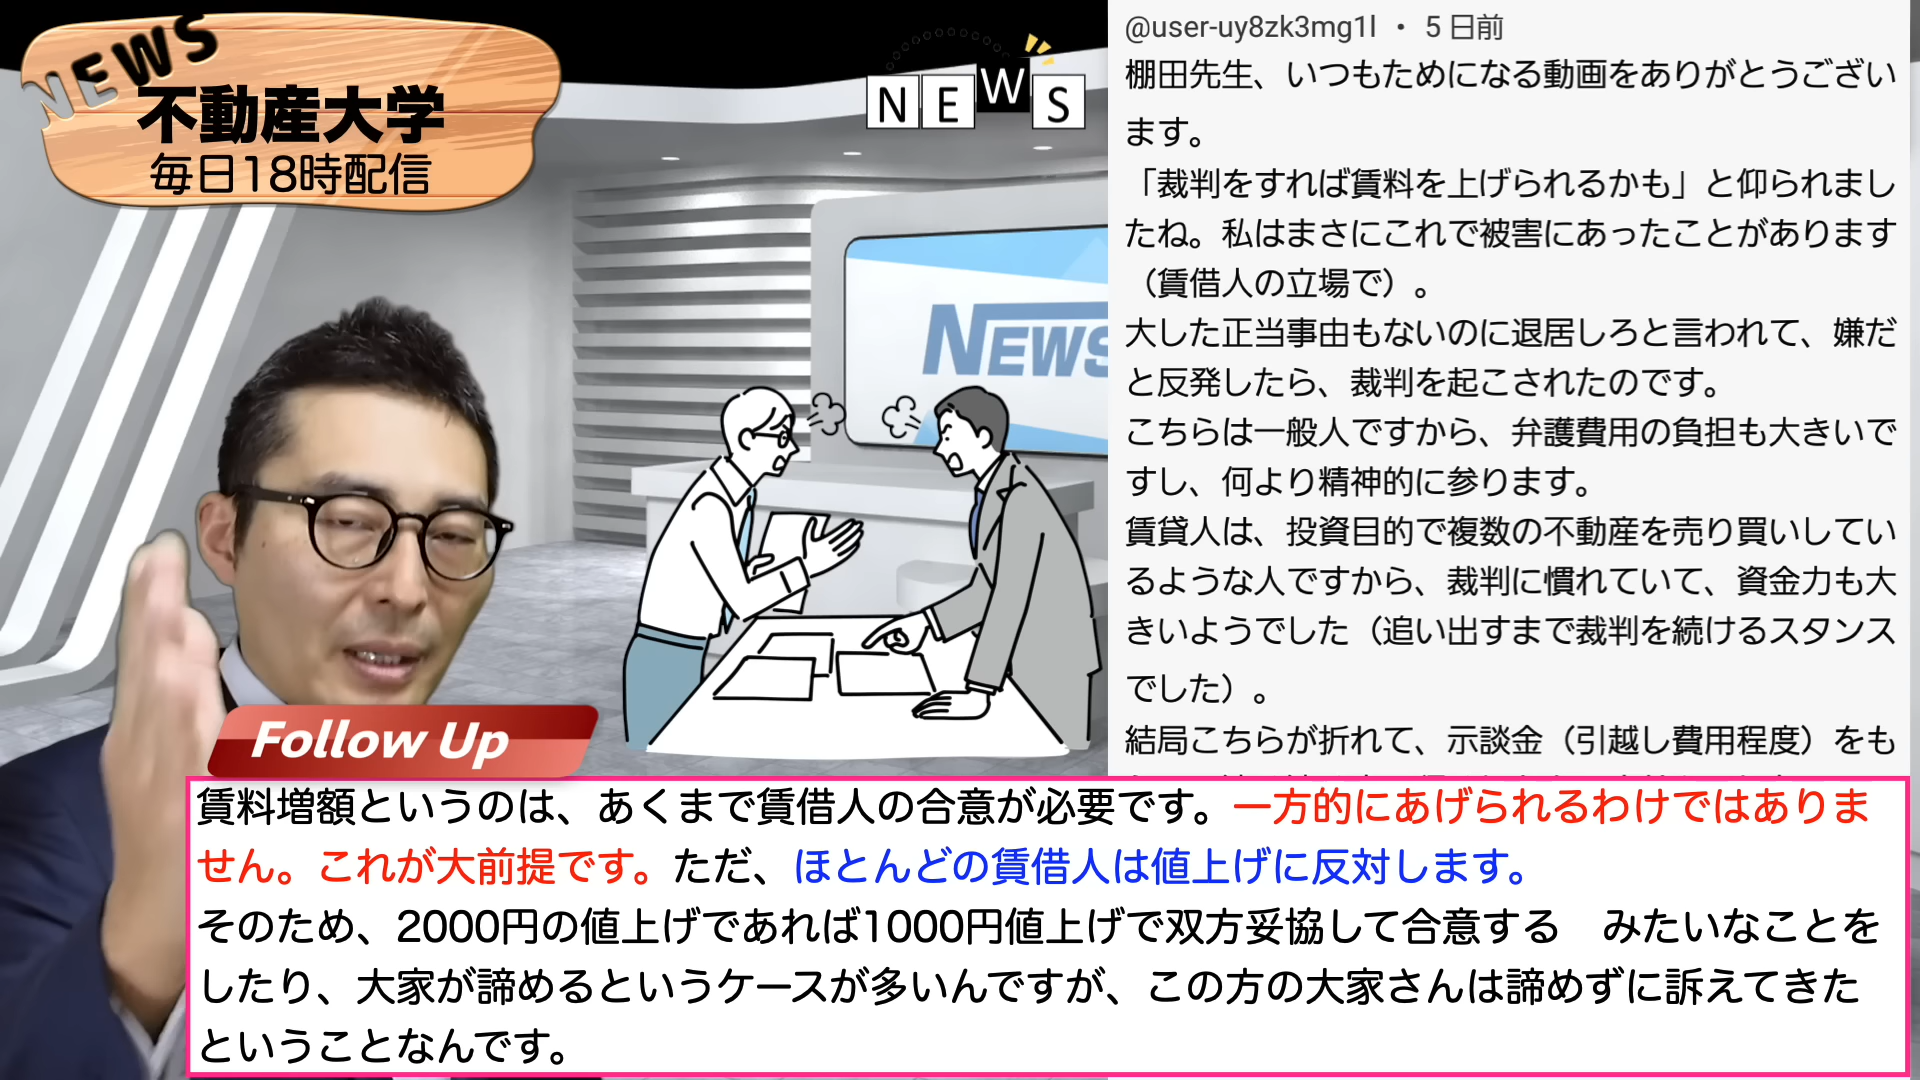 NEWS
不動産大学
毎日18時配信
NEWS
NEWS
@user-uy8zk3mg1l ・ 5 日前
棚田先生、いつもためになる動画をありがとうござい
ます。
「裁判をすれば賃料を上げられるかも」と仰られまし
たね。私はまさにこれで被害にあったことがあります
（賃借人の立場で）。
大した正当事由もないのに退居しろと言われて、嫌だ
と反発したら、裁判を起こされたのです。
こちらは一般人ですから、弁護費用の負担も大きいで
すし、何より精神的に参ります。
賃貸人は、投資目的で複数の不動産を売り買いしてい
るような人ですから、裁判に慣れていて、資金力も大
きいようでした（追い出すまで裁判を続けるスタンス
でした）。
結局こちらが折れて、示談金（引越し費用程度）をも
Follow Up
賃料増額というのは、あくまで賃借人の合意が必要です。一方的にあげられるわけではありま
せん。これが大前提です。ただ、ほとんどの賃借人は値上げに反対します。
そのため、2000円の値上げであれば1000円値上げで双方妥協して合意する　みたいなことを
したり、大家が諦めるというケースが多いんですが、この方の大家さんは諦めずに訴えてきた
ということなんです。